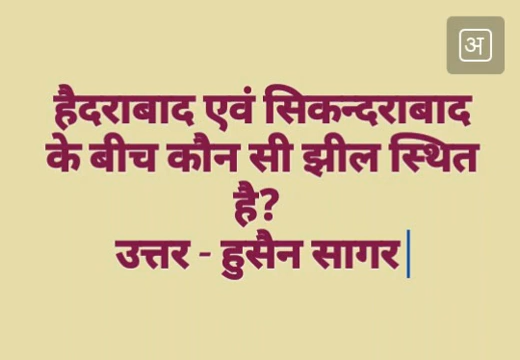 अ
हैदराबाद एवं सिकन्दराबाद
के बीच कौन सी झील स्थित
है?
उत्तर - हुसैन सागर